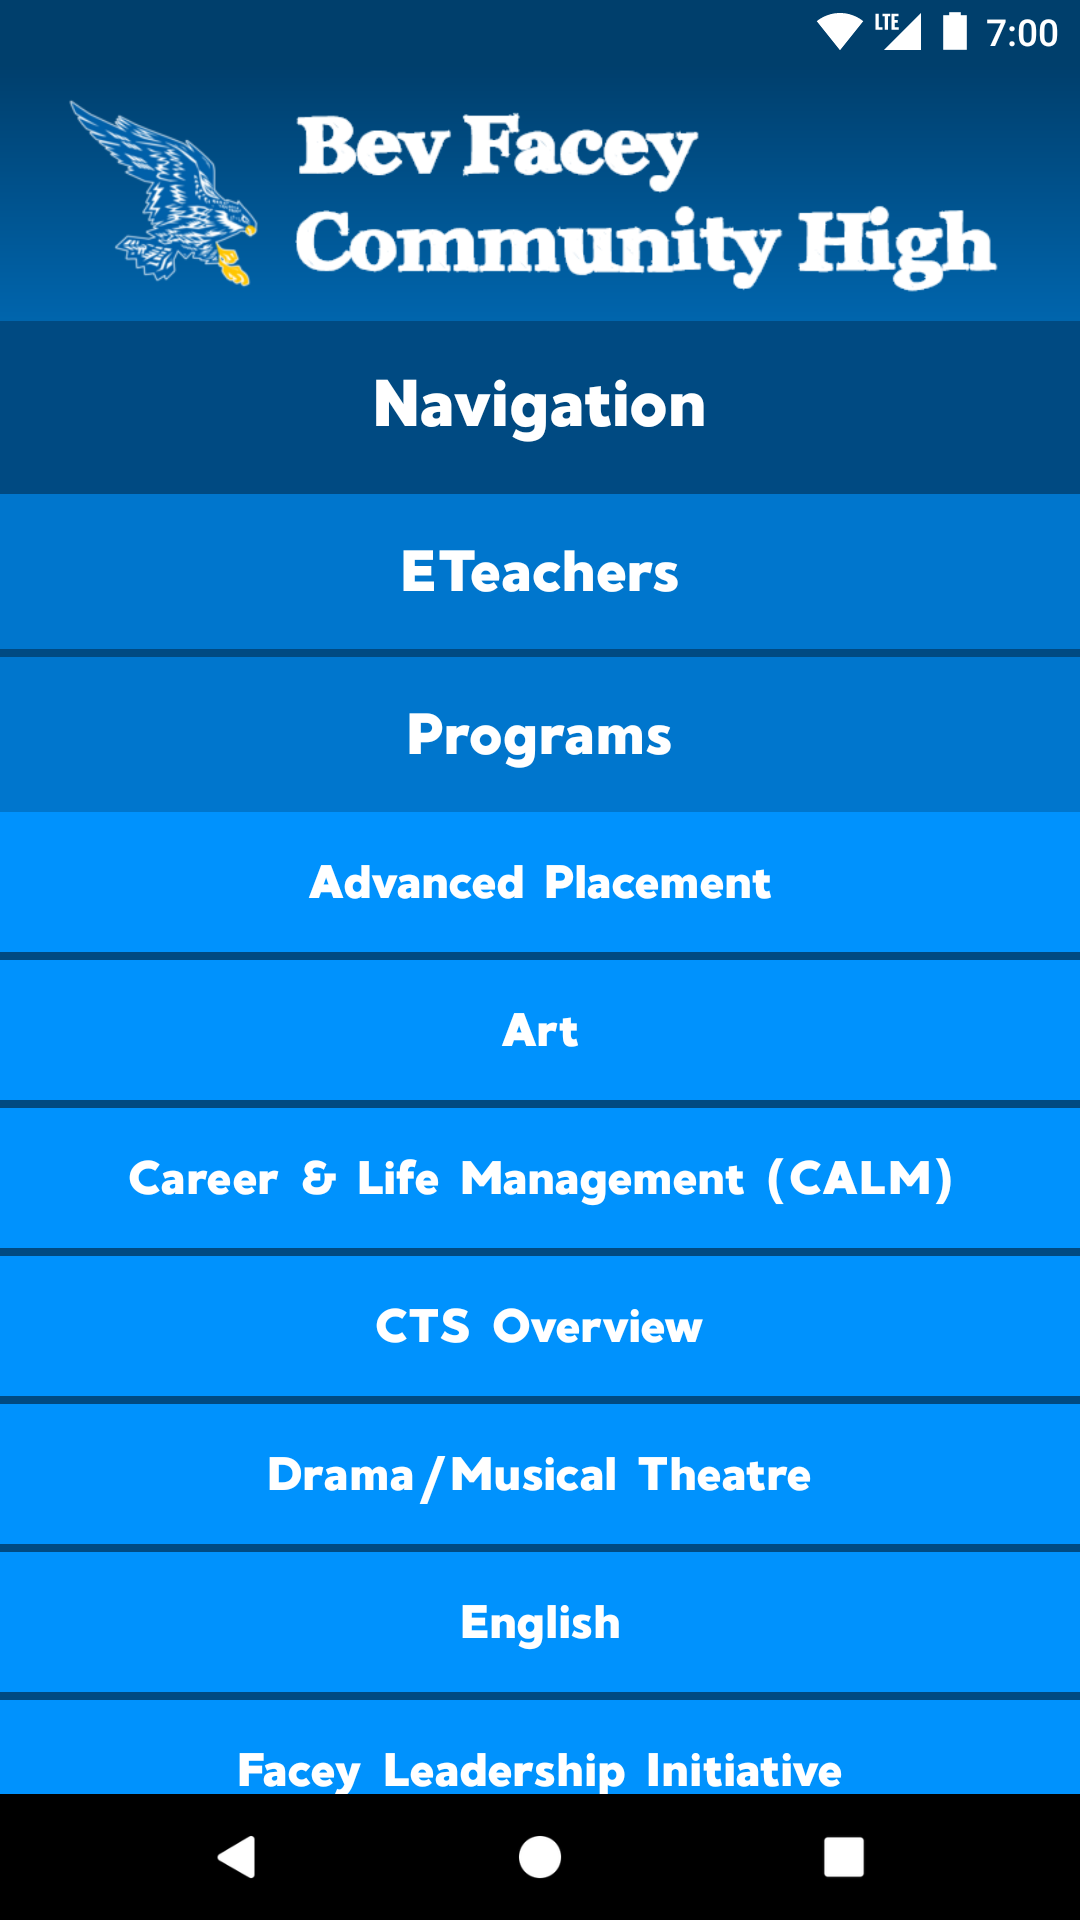 LTE 7:00
Bev Facey
Community High
Navigation
ETeachers
Programs
Advanced Placement
Art
Career & Life Management (CALM)
CTS Overview
Drama/Musical Theatre
English
Facey Leadership Initiative